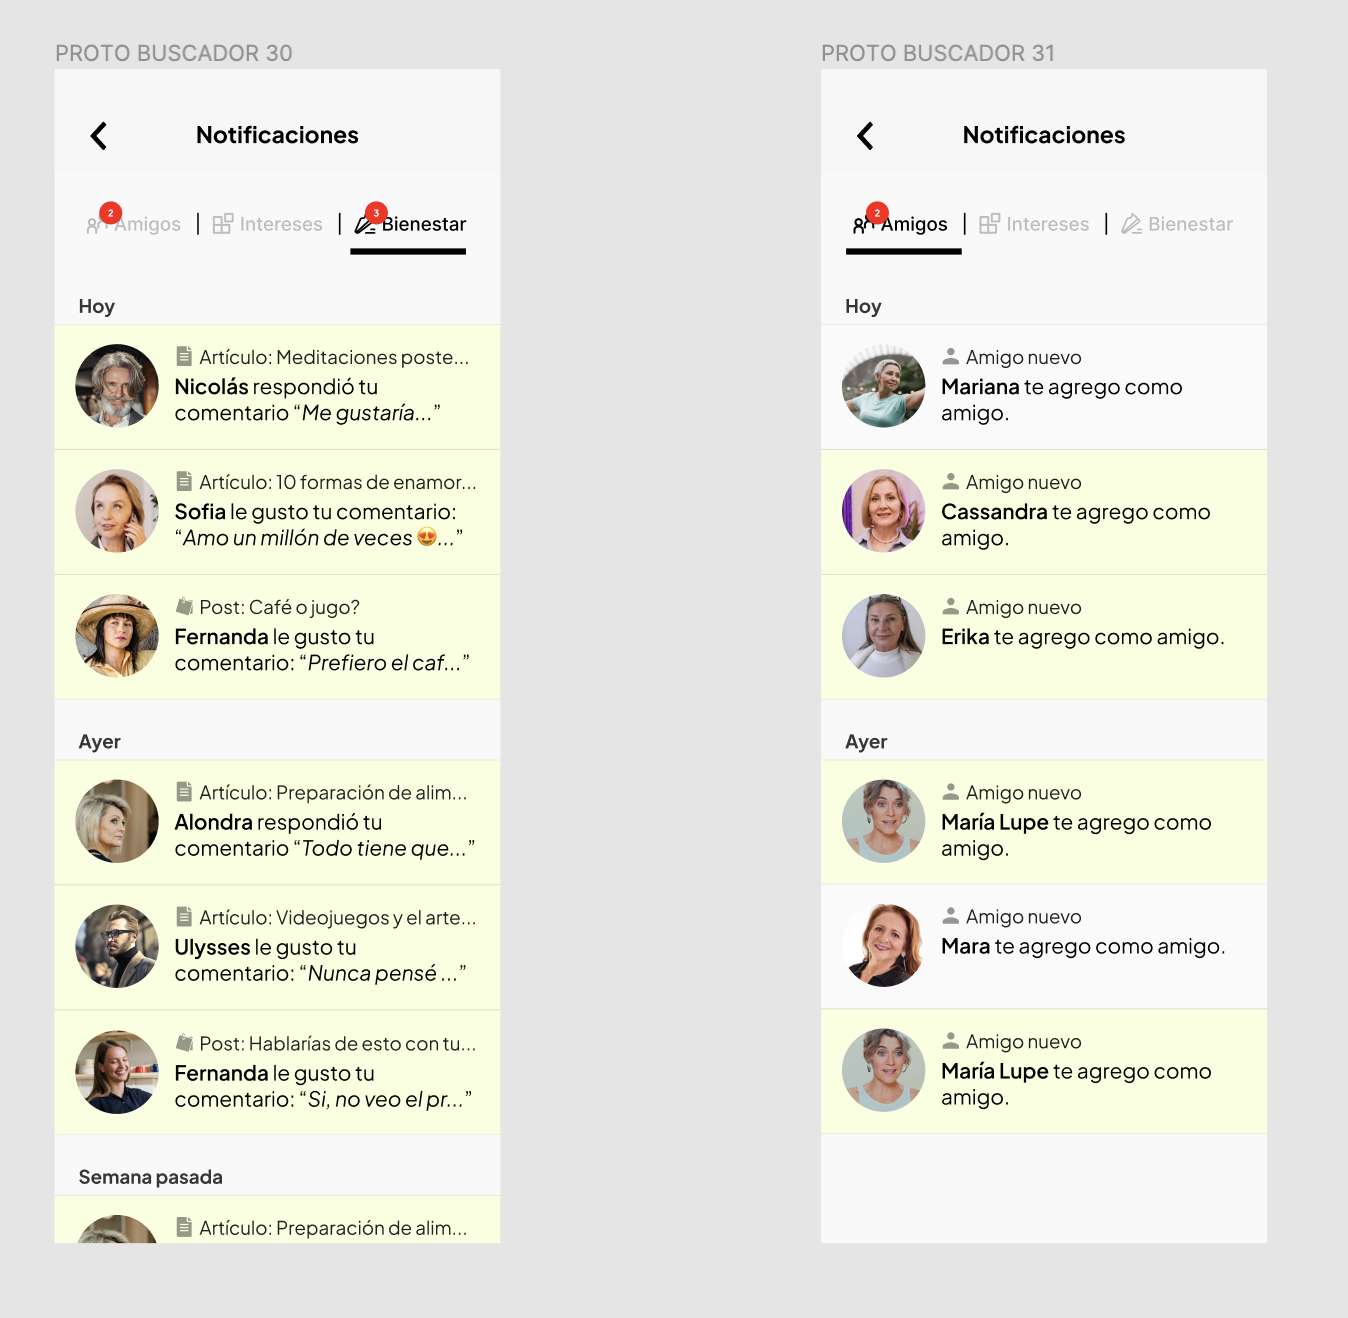 PROTO BUSCADOR 30
Notificaciones
2
Amigos
Intereses
3
Bienestar
Hoy
Artículo: Meditaciones poste...
Nicolás respondió tu
comentario “Me gustaría...”
Artículo: 10 formas de enamor...
Sofia le gusto tu comentario:
“Amo un millón de veces 😍...”
Post: Café o jugo?
Fernanda le gusto tu
comentario: “Prefiero el caf...”
Ayer
Artículo: Preparación de alim...
Alondra respondió tu
comentario “Todo tiene que...”
Artículo: Videojuegos y el arte...
Ulysses le gusto tu
comentario: “Nunca pensé ...”
Post: Hablarías de esto con tu...
Fernanda le gusto tu
comentario: “Si, no veo el pr...”
Semana pasada
Artículo: Preparación de alim...
PROTO BUSCADOR 31
Notificaciones
2
Amigos
Intereses
Bienestar
Hoy
Amigo nuevo
Mariana te agrego como
amigo.
Amigo nuevo
Cassandra te agrego como
amigo.
Amigo nuevo
Erika te agrego como amigo.
Ayer
Amigo nuevo
María Lupe te agrego como
amigo.
Amigo nuevo
Mara te agrego como amigo.
Amigo nuevo
María Lupe te agrego como
amigo.